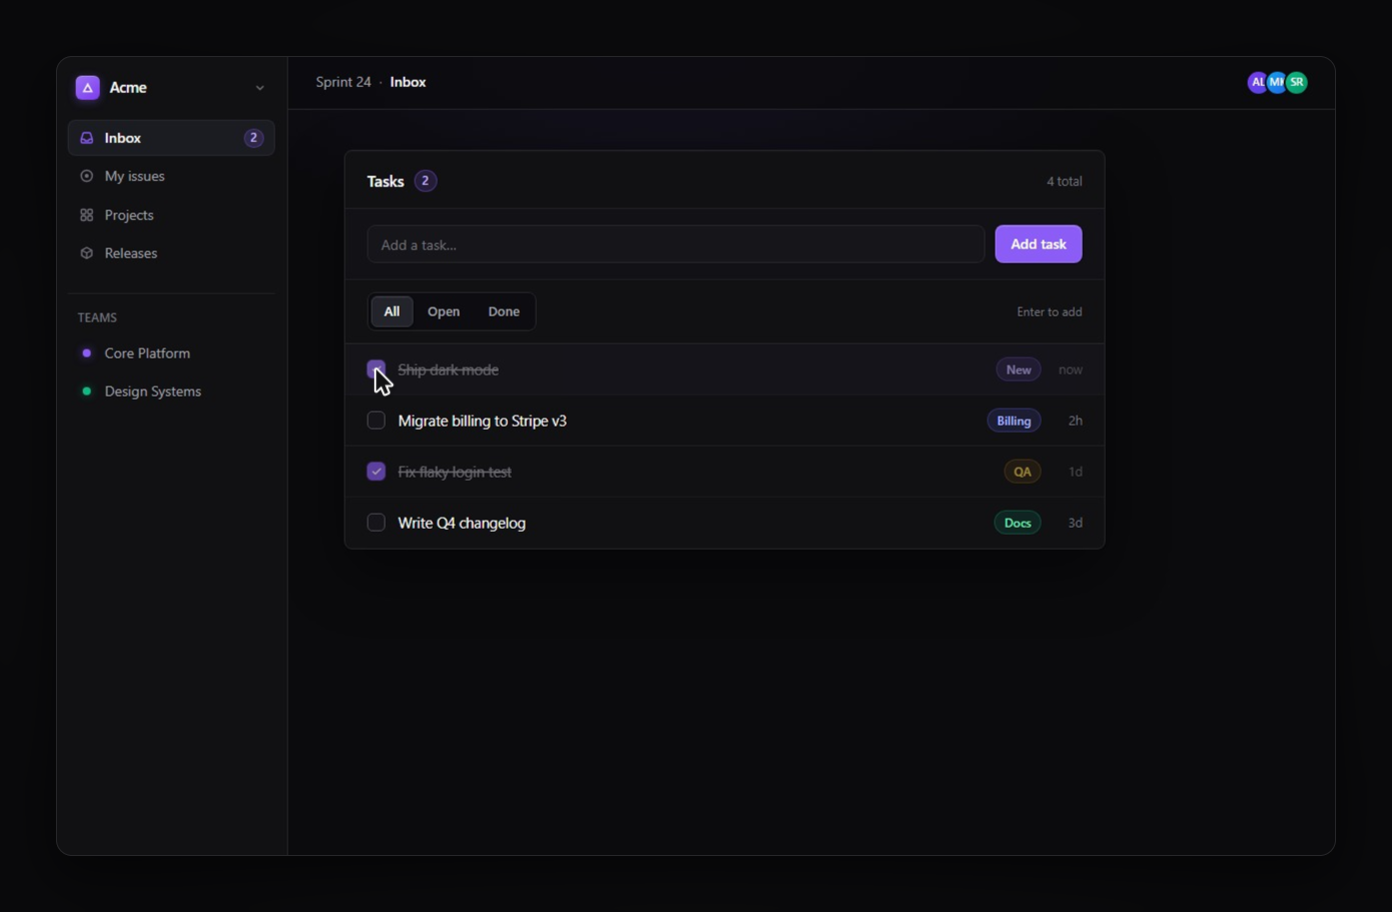 Acme
Inbox 2
My issues
Projects
Releases
TEAMS
Core Platform
Design Systems
Sprint 24 · Inbox
AL MK SR
Tasks 2
4 total
Add a task...
Add task
All Open Done
Enter to add
Ship dark mode New now
Migrate billing to Stripe v3 Billing 2h
Fix flaky login test QA 1d
Write Q4 changelog Docs 3d